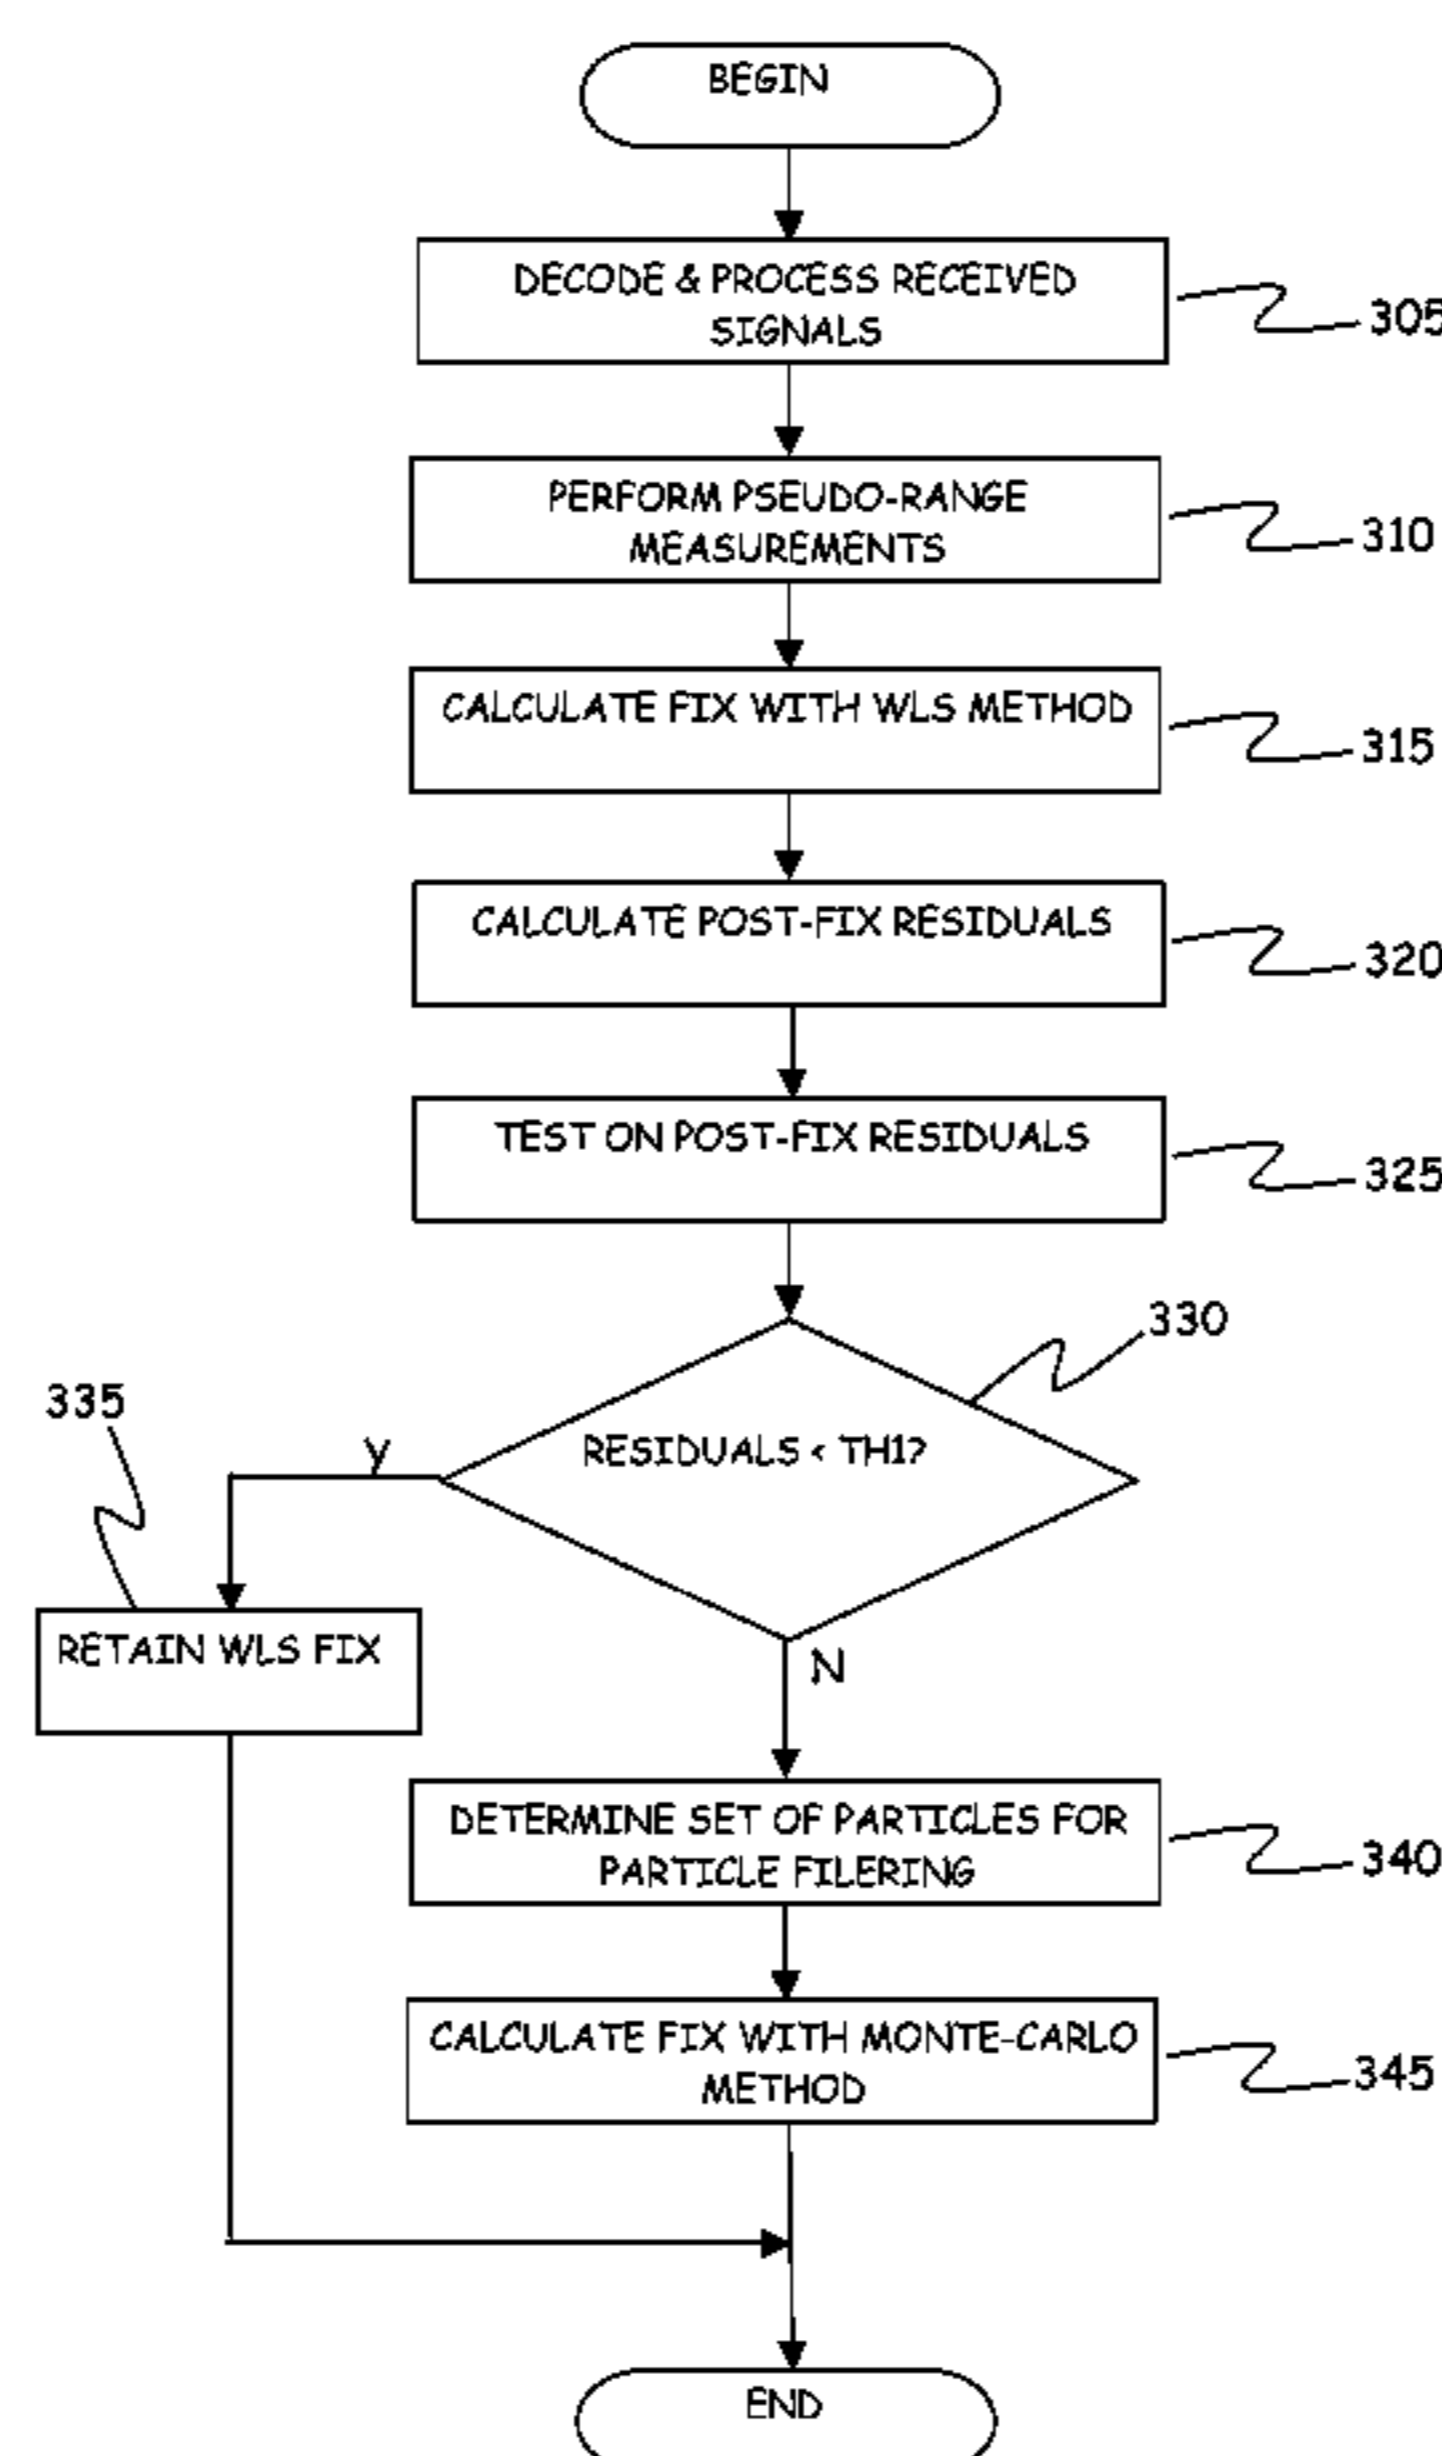 BEGIN
DECODE & PROCESS RECEIVED
SIGNALS
305
PERFORM PSEUDO-RANGE
MEASUREMENTS
310
CALCULATE FIX WITH WLS METHOD
315
CALCULATE POST-FIX RESIDUALS
320
TEST ON POST-FIX RESIDUALS
325
330
335
Y
RESIDUALS < TH1?
RETAIN WLS FIX
N
DETERMINE SET OF PARTICLES FOR
PARTICLE FILERING
340
CALCULATE FIX WITH MONTE-CARLO
METHOD
345
END